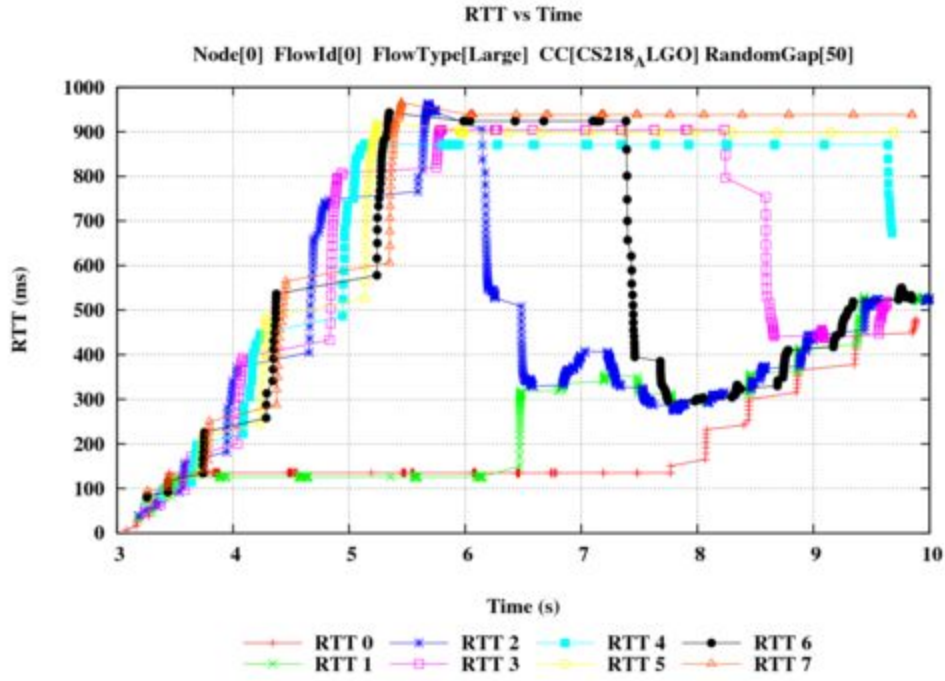 RTT vs Time
Node[0] FlowId[0] FlowType[Large] CC[CS218ALGO] RandomGap[50]
1000
900
800
700
600
500
400
300
200
100
0
RTT (ms)
3 4 5 6 7 8 9 10
Time (s)
RTT 0 RTT 2 RTT 4 RTT 6
RTT 1 RTT 3 RTT 5 RTT 7